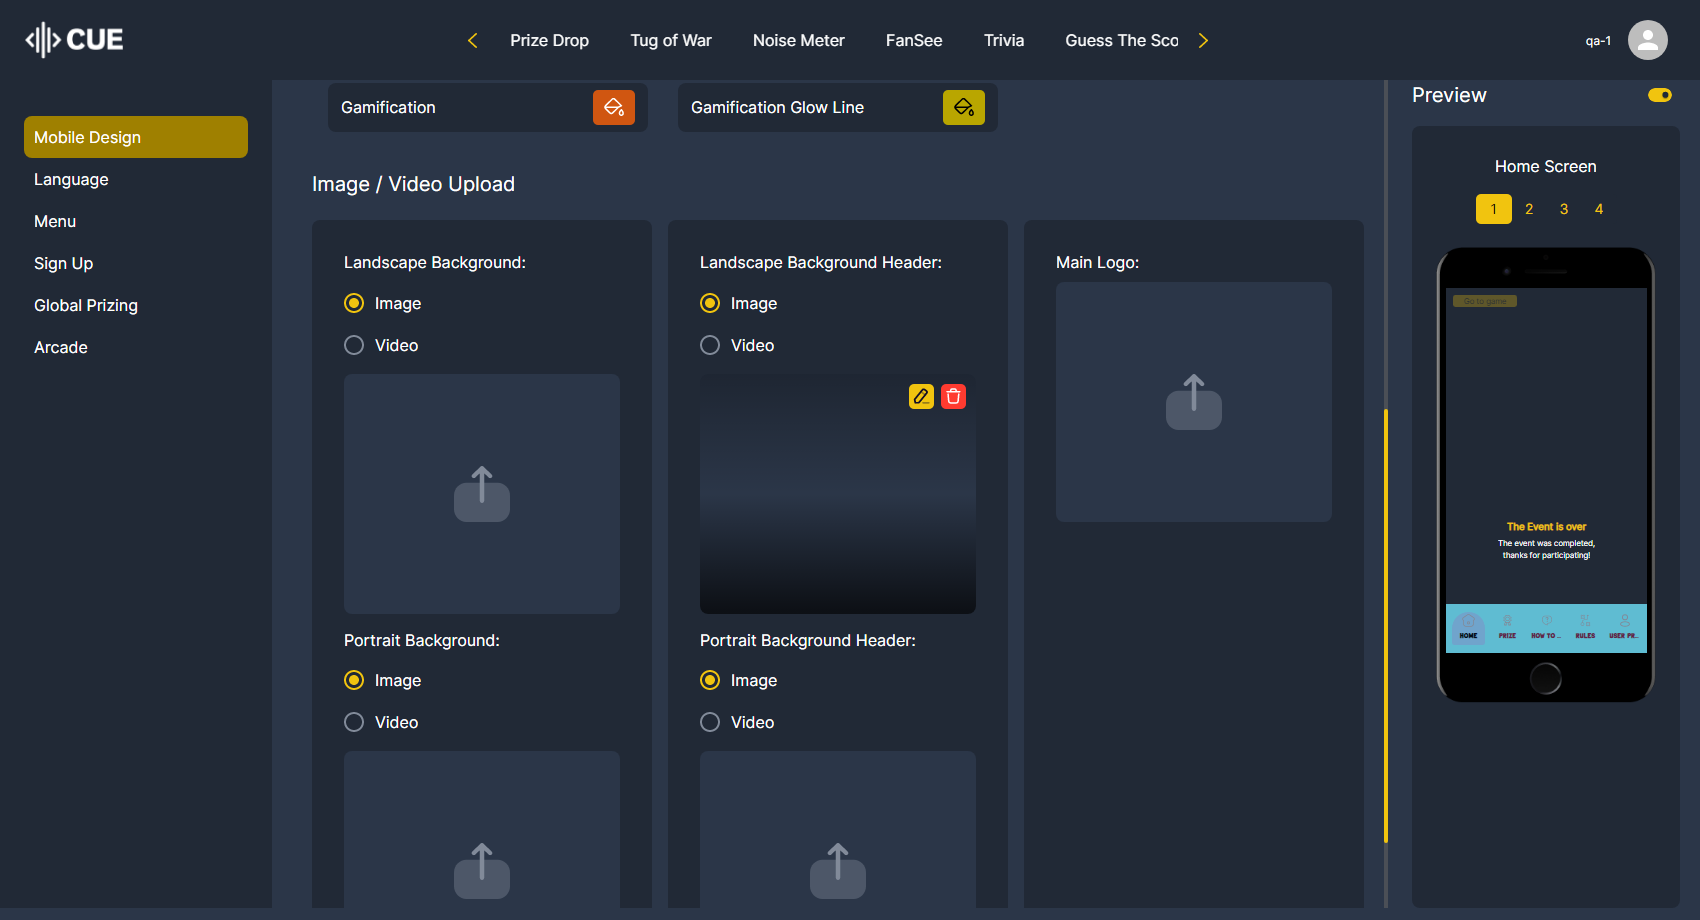 CUE
Prize Drop
Tug of War
Noise Meter
FanSee
Trivia
Guess The Sco
qa-1
Mobile Design
Language
Menu
Sign Up
Global Prizing
Arcade
Gamification
Gamification Glow Line
Image / Video Upload
Landscape Background:
Image
Video
Portrait Background:
Image
Video
Landscape Background Header:
Image
Video
Portrait Background Header:
Image
Video
Main Logo:
Preview
Home Screen
1 2 3 4
Go to game
The Event is over
The event was completed,
thanks for participating!
HOME
PRIZE
HOW TO ...
RULES
USER PR...